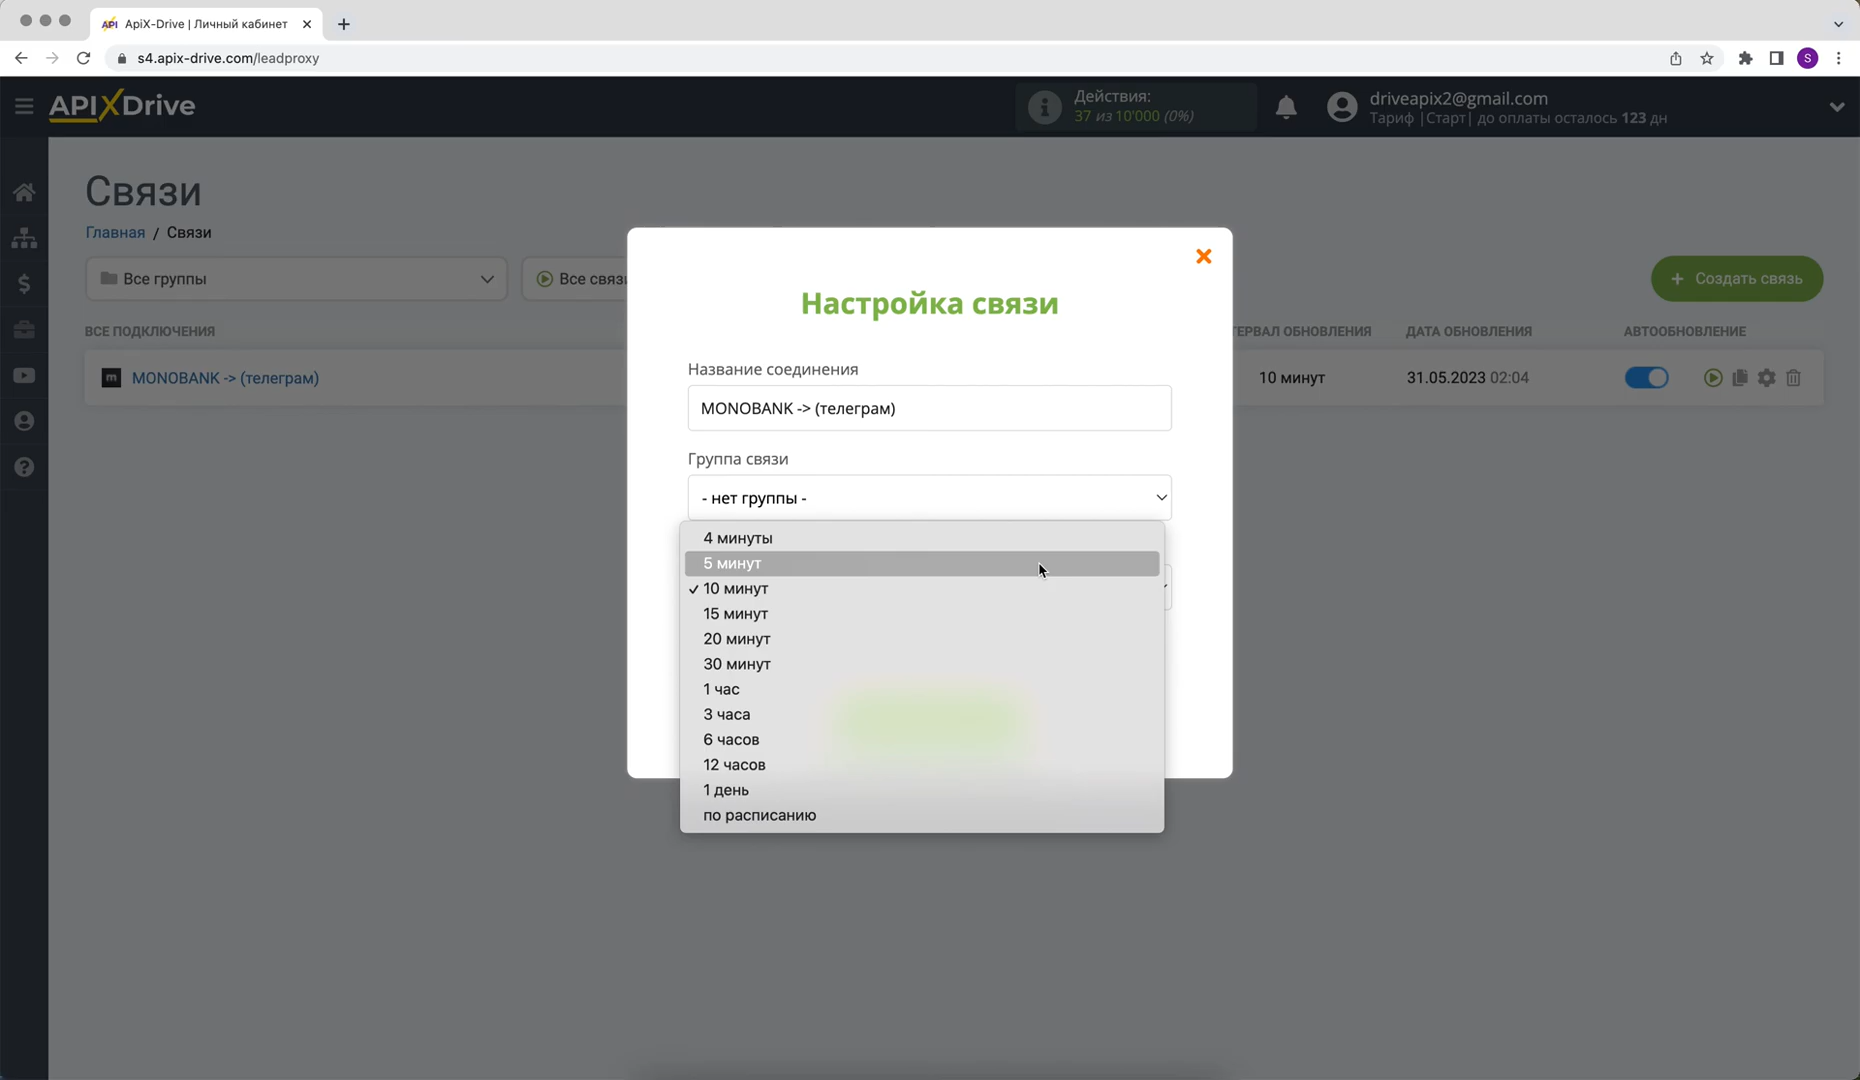 API ApiX-Drive | Личный кабинет
s4.apix-drive.com/leadproxy
S
APIXDrive
Действия:
37 из 10'000 (0%)
driveapix2@gmail.com
Тариф |Старт| до оплаты осталось 123 дн
Связи
Главная / Связи
Все группы
Все связи
Создать связь
ВСЕ ПОДКЛЮЧЕНИЯ
ТЕРВАЛ ОБНОВЛЕНИЯ
ДАТА ОБНОВЛЕНИЯ
АВТООБНОВЛЕНИЕ
m MONOBANK -> (телеграм)
10 минут
31.05.2023 02:04
Настройка связи
Название соединения
MONOBANK -> (телеграм)
Группа связи
- нет группы -
4 минуты
5 минут
10 минут
15 минут
20 минут
30 минут
1 час
3 часа
6 часов
12 часов
1 день
по расписанию